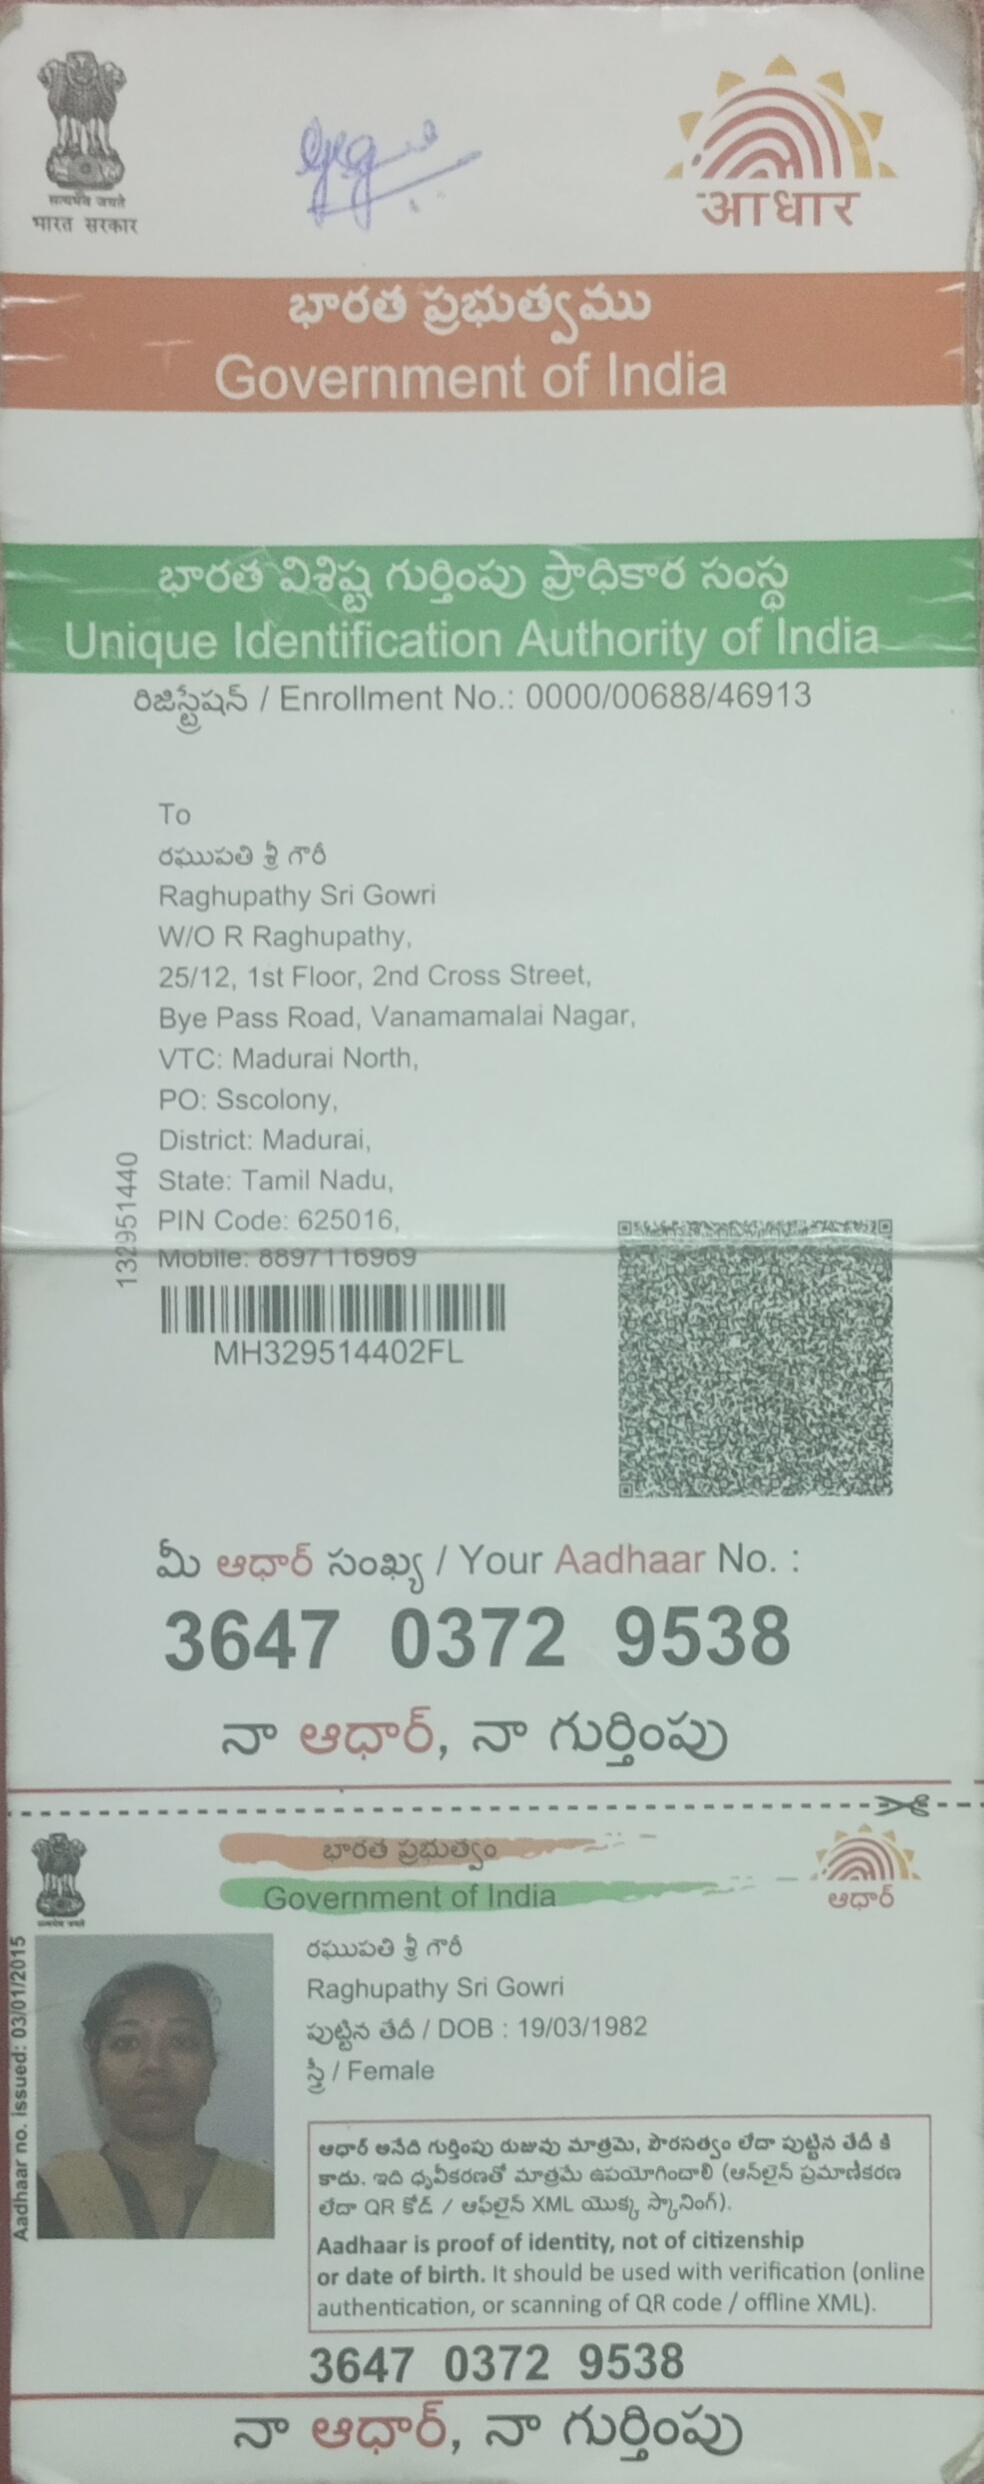 सत्यमेव जयते
भारत सरकार
आधार
భారత ప్రభుత్వము
Government of India
భారత విశిష్ట గుర్తింపు ప్రాధికార సంస్థ
Unique Identification Authority of India
రిజిస్ట్రేషన్ / Enrollment No.: 0000/00688/46913
To
రఘుపతి శ్రీ గౌరీ
Raghupathy Sri Gowri
W/O R Raghupathy,
25/12, 1st Floor, 2nd Cross Street,
Bye Pass Road, Vanamamalai Nagar,
VTC: Madurai North,
PO: Sscolony,
District: Madurai,
State: Tamil Nadu,
PIN Code: 625016,
Mobile: 8897116969
132951440
MH329514402FL
మీ ఆధార్ సంఖ్య / Your Aadhaar No. :
3647 0372 9538
నా ఆధార్, నా గుర్తింపు
భారత ప్రభుత్వం
Government of India
ఆధార్
सत्यमेव जयते
Aadhaar no. issued: 03/01/2015
రఘుపతి శ్రీ గౌరీ
Raghupathy Sri Gowri
పుట్టిన తేదీ / DOB : 19/03/1982
స్త్రీ / Female
ఆధార్ అనేది గుర్తింపు రుజువు మాత్రమె, పౌరసత్వం లేదా పుట్టిన తేదీ కి
కాదు. ఇది ధృవీకరణతో మాత్రమే ఉపయోగించాలి (ఆన్‌లైన్ ప్రమాణీకరణ
లేదా QR కోడ్ / ఆఫ్‌లైన్ XML యొక్క స్కానింగ్).
Aadhaar is proof of identity, not of citizenship
or date of birth. It should be used with verification (online
authentication, or scanning of QR code / offline XML).
3647 0372 9538
నా ఆధార్, నా గుర్తింపు